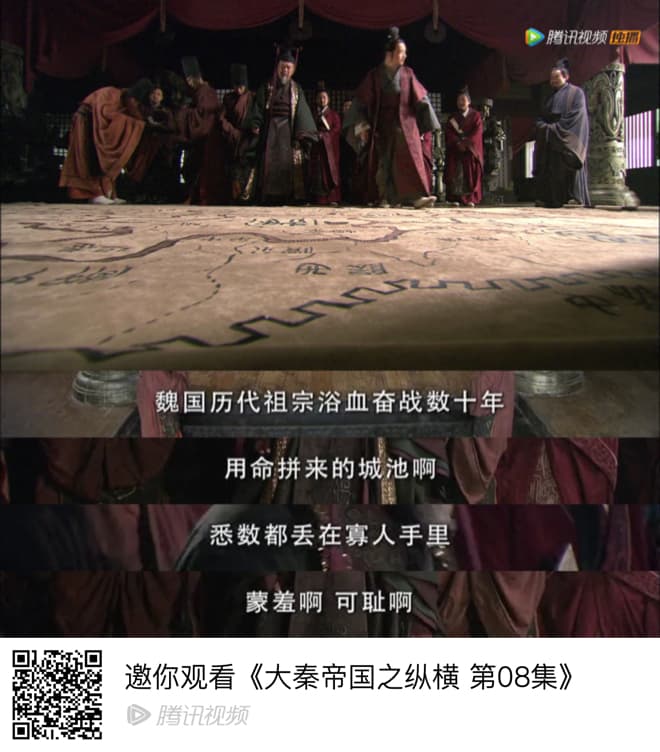 腾讯视频 独播
魏国历代祖宗浴血奋战数十年
用命拼来的城池啊
悉数都丢在寡人手里
蒙羞啊 可耻啊
邀你观看《大秦帝国之纵横 第08集》
腾讯视频